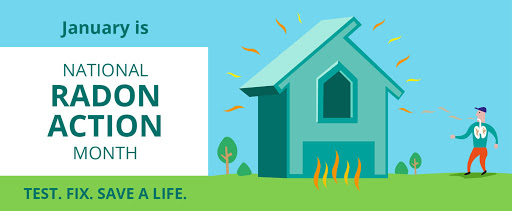 January is
NATIONAL
RADON
ACTION
MONTH
TEST. FIX. SAVE A LIFE.